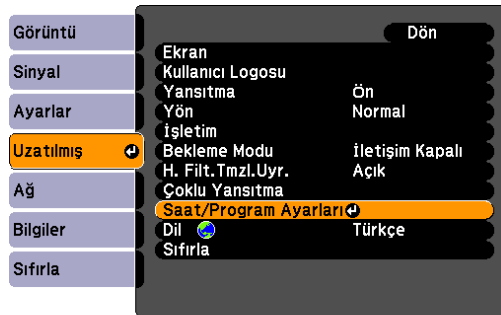 Görüntü
Sinyal
Ayarlar
Uzatılmış
Ağ
Bilgiler
Sıfırla
Dön
Ekran
Kullanıcı Logosu
Yansıtma Ön
Yön Normal
İşletim
Bekleme Modu İletişim Kapalı
H. Filt.Tmzl.Uyr. Açık
Çoklu Yansıtma
Saat/Program Ayarları
Dil Türkçe
Sıfırla